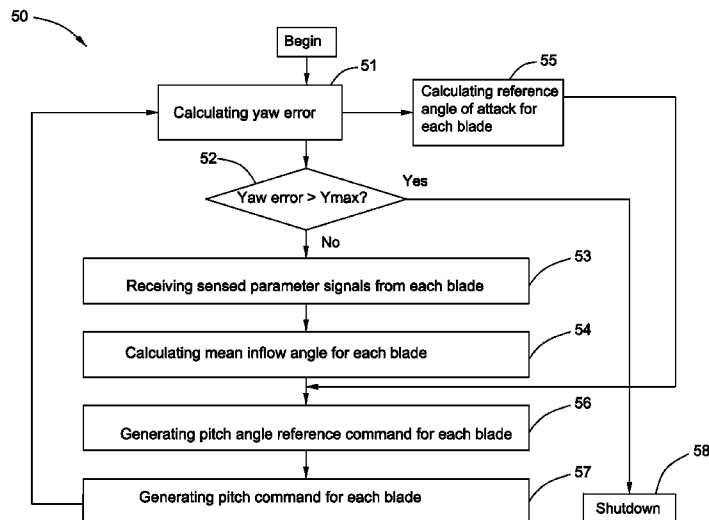 50
Begin
51
Calculating yaw error
55
Calculating reference
angle of attack for
each blade
52
Yaw error > Ymax?
Yes
No
53
Receiving sensed parameter signals from each blade
54
Calculating mean inflow angle for each blade
56
Generating pitch angle reference command for each blade
57
Generating pitch command for each blade
58
Shutdown